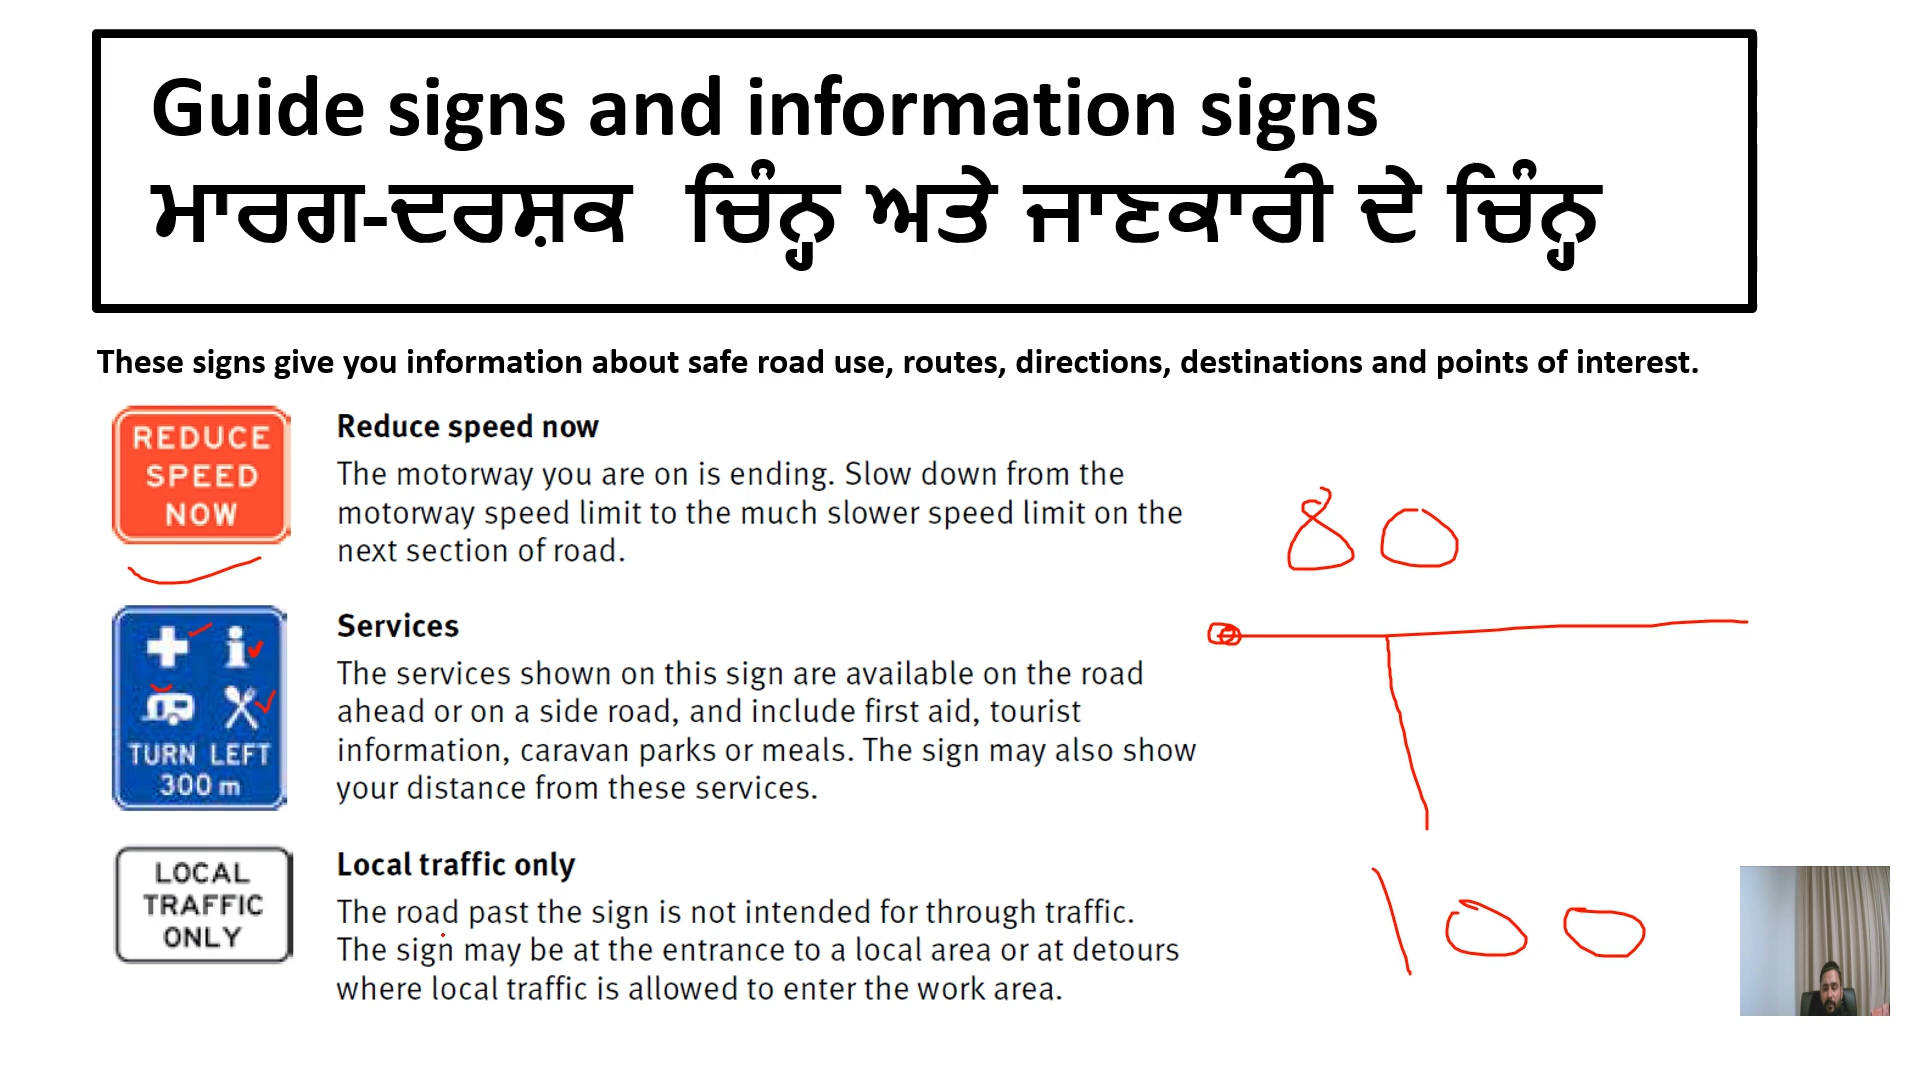 Guide signs and information signs
ਮਾਰਗ-ਦਰਸ਼ਕ ਚਿੰਨ੍ਹ ਅਤੇ ਜਾਣਕਾਰੀ ਦੇ ਚਿੰਨ੍ਹ
These signs give you information about safe road use, routes, directions, destinations and points of interest.
REDUCE
SPEED
NOW
Reduce speed now
The motorway you are on is ending. Slow down from the
motorway speed limit to the much slower speed limit on the
next section of road.
80
i
TURN LEFT
300 m
Services
The services shown on this sign are available on the road
ahead or on a side road, and include first aid, tourist
information, caravan parks or meals. The sign may also show
your distance from these services.
LOCAL
TRAFFIC
ONLY
Local traffic only
The road past the sign is not intended for through traffic.
The sign may be at the entrance to a local area or at detours
where local traffic is allowed to enter the work area.
100